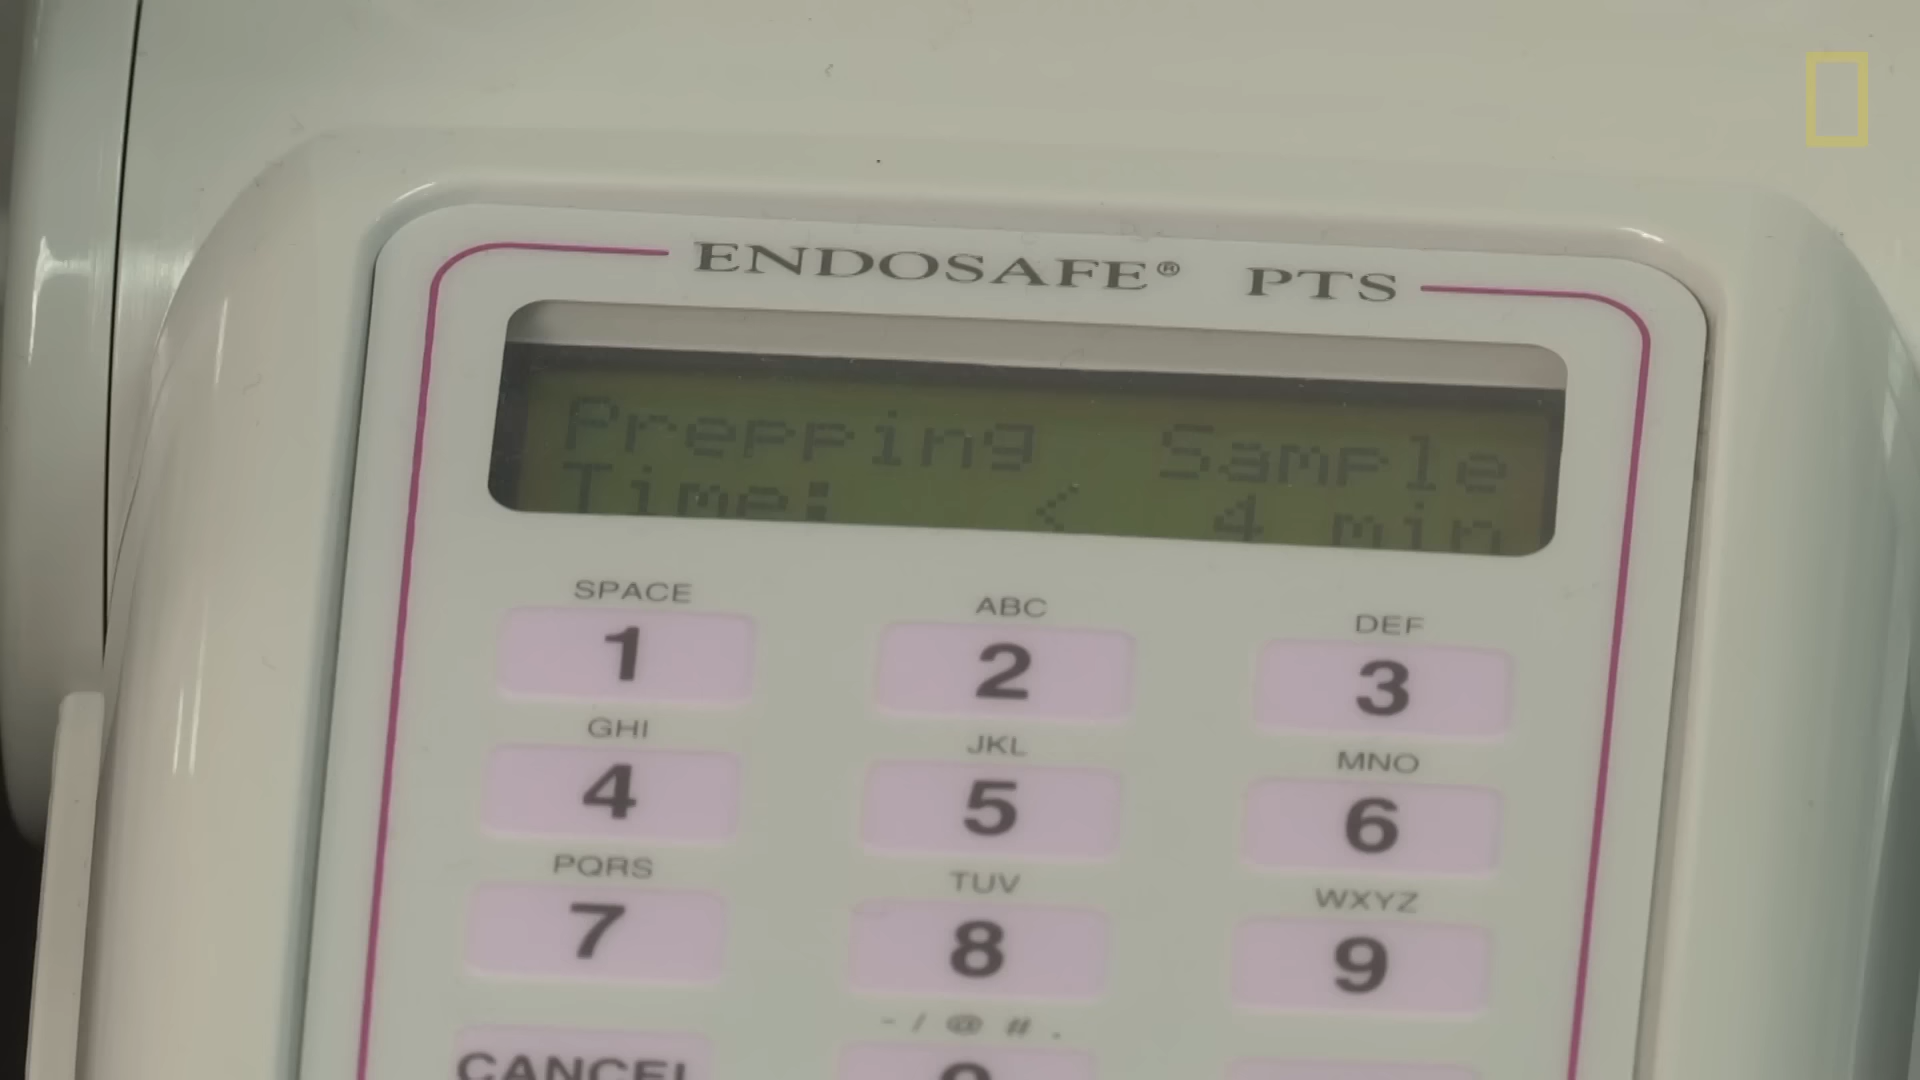 ENDOSAFE® PTS
Prepping Sample
Time: < 4 min
SPACE ABC DEF
1 2 3
GHI JKL MNO
4 5 6
PQRS TUV WXYZ
7 8 9
- / @ # .
CANCEL 0